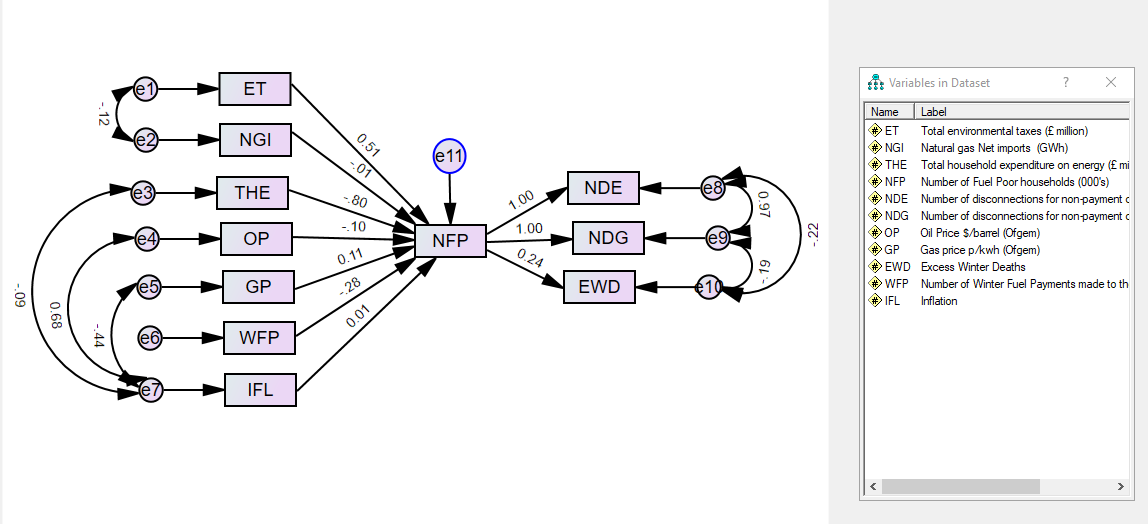 e1
ET
-.12
e2
NGI
0.51
-.01
e11
e3
THE
-.80
NDE
e8
1.00
0.97
e4
OP
-.10
NFP
1.00
NDG
e9
-.22
e5
GP
0.11
0.24
EWD
e10
-.19
-.09
0.68
-.44
-.28
e6
WFP
0.01
e7
IFL
Variables in Dataset
?
Name Label
ET Total environmental taxes (£ million)
NGI Natural gas Net imports (GWh)
THE Total household expenditure on energy (£ mi
NFP Number of Fuel Poor households (000's)
NDE Number of disconnections for non-payment o
NDG Number of disconnections for non-payment o
OP Oil Price $/barrel (Ofgem)
GP Gas price p/kwh (Ofgem)
EWD Excess Winter Deaths
WFP Number of Winter Fuel Payments made to th
IFL Inflation